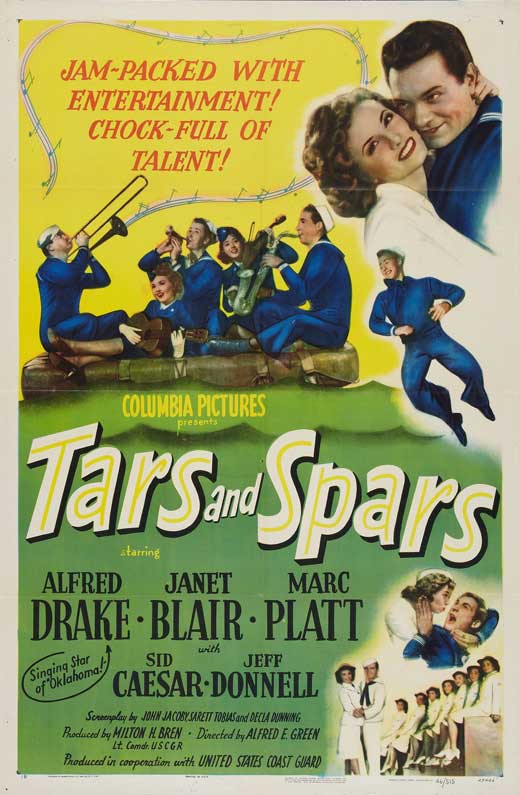 JAM-PACKED WITH
ENTERTAINMENT!
CHOCK-FULL OF
TALENT!
COLUMBIA PICTURES
presents
Tars and Spars
starring
ALFRED DRAKE · JANET BLAIR · MARC PLATT
Singing Star of "Oklahoma!"
with
SID CAESAR · JEFF DONNELL
Screenplay by JOHN JACOBY, SARETT TOBIAS and DECLA DUNNING
Produced by MILTON H. BREN · Directed by ALFRED E. GREEN
Lt. Comdr. USCGR
Produced in cooperation with UNITED STATES COAST GUARD
46/515